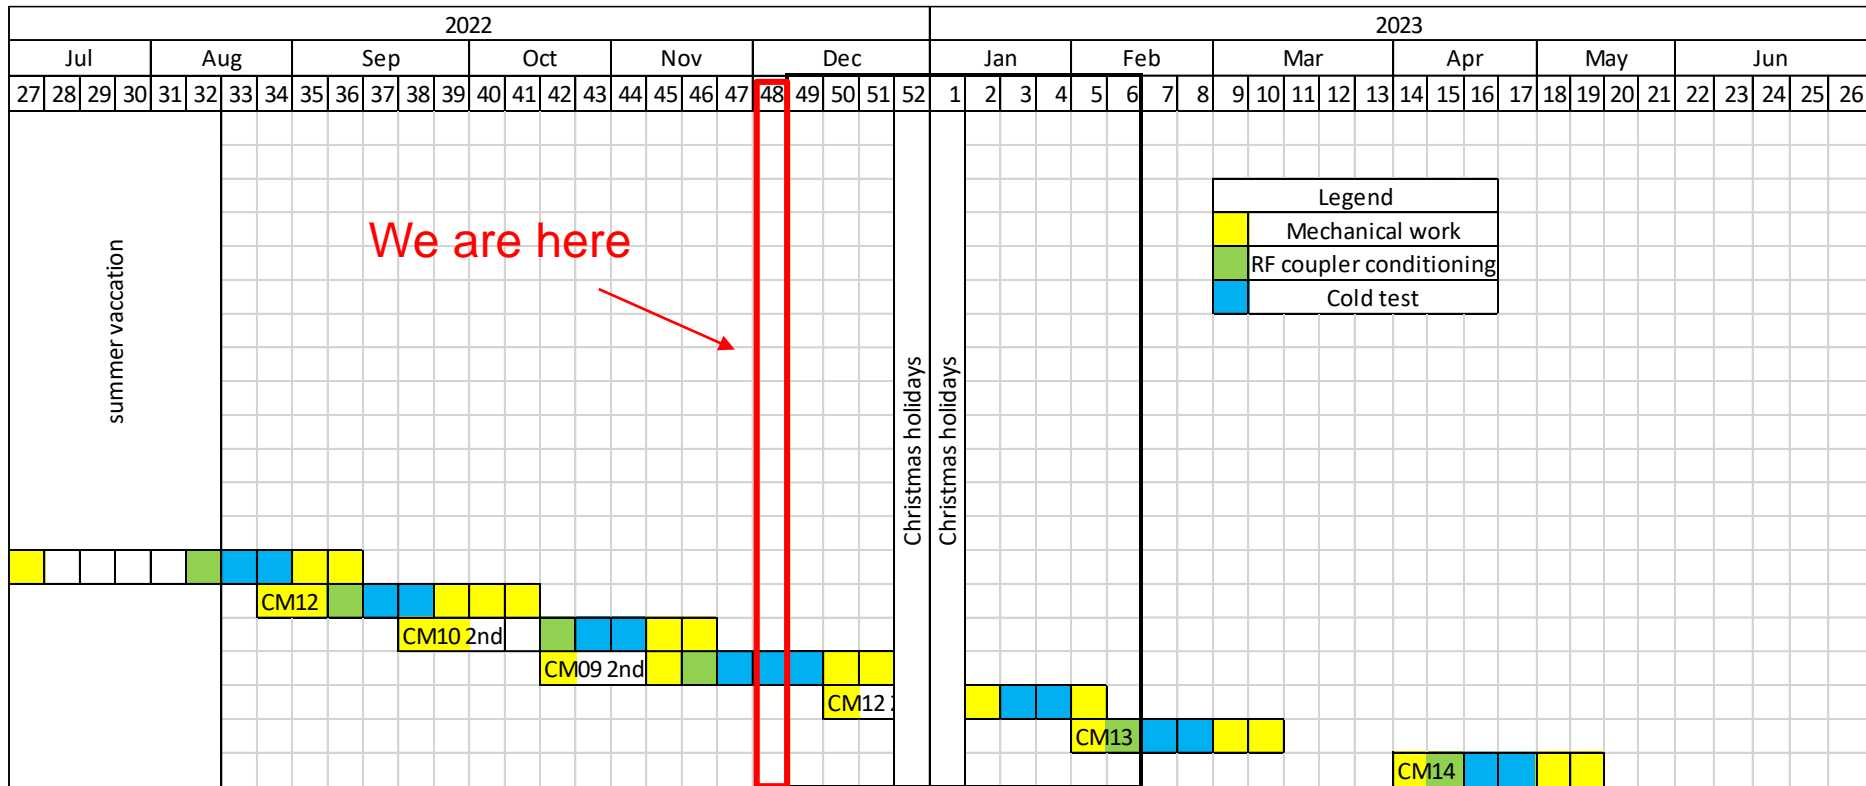 2022 2023
Jul Aug Sep Oct Nov Dec Jan Feb Mar Apr May Jun
27 28 29 30 31 32 33 34 35 36 37 38 39 40 41 42 43 44 45 46 47 48 49 50 51 52 1 2 3 4 5 6 7 8 9 10 11 12 13 14 15 16 17 18 19 20 21 22 23 24 25 26
summer vaccation
We are here
Christmas holidays
Christmas holidays
Legend
Mechanical work
RF coupler conditioning
Cold test
CM12
CM10 2nd
CM09 2nd
CM12
CM13
CM14